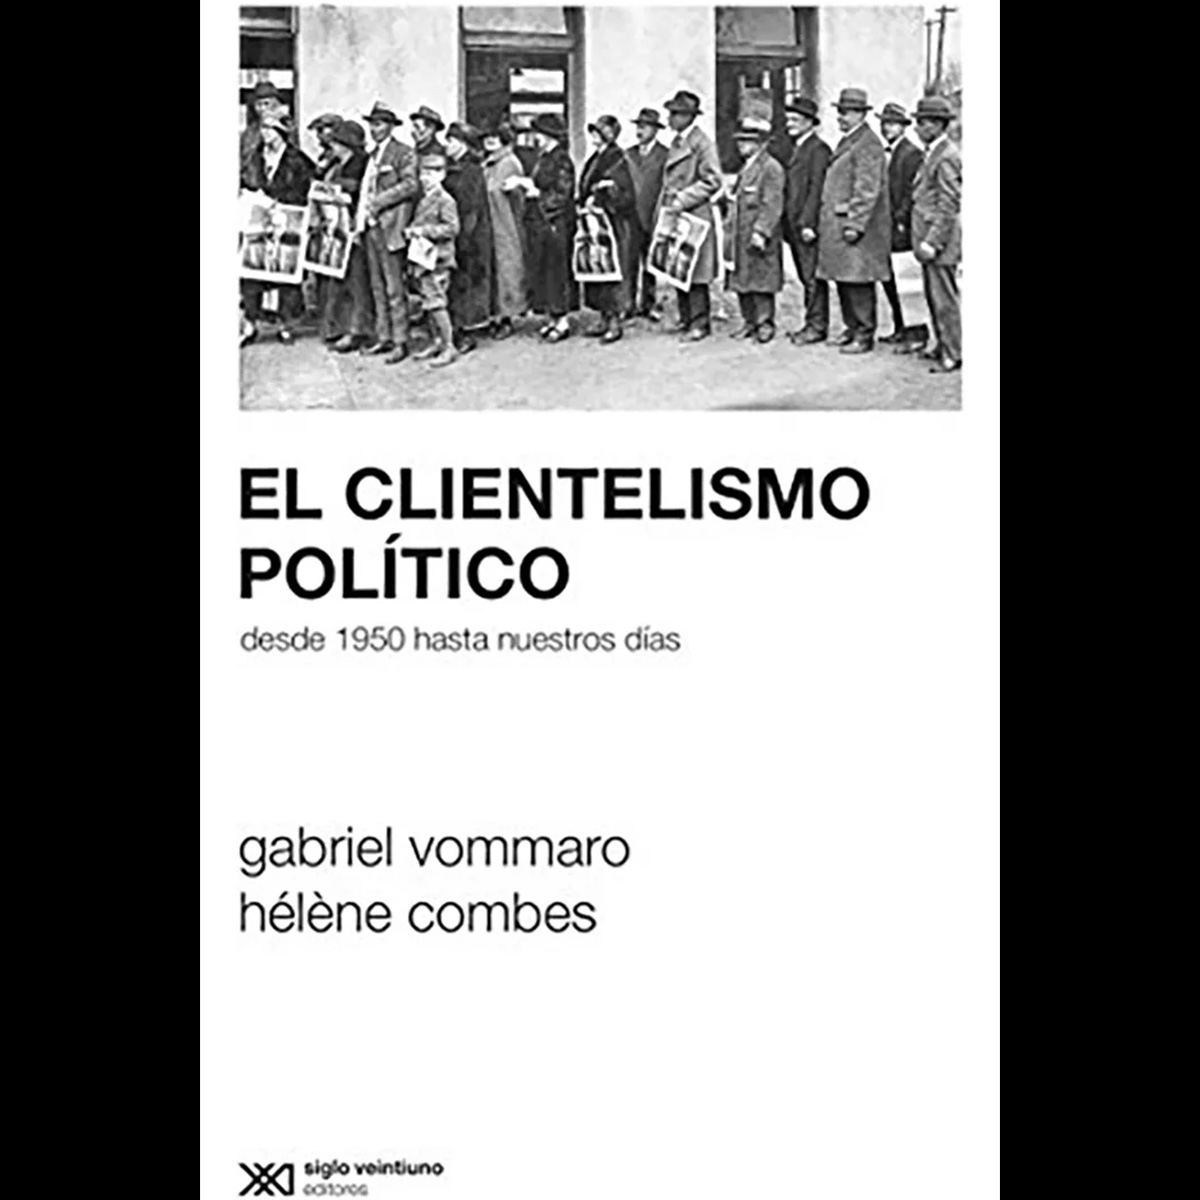 EL CLIENTELISMO
POLÍTICO
desde 1950 hasta nuestros días
gabriel vommaro
hélène combes
siglo veintiuno
editores